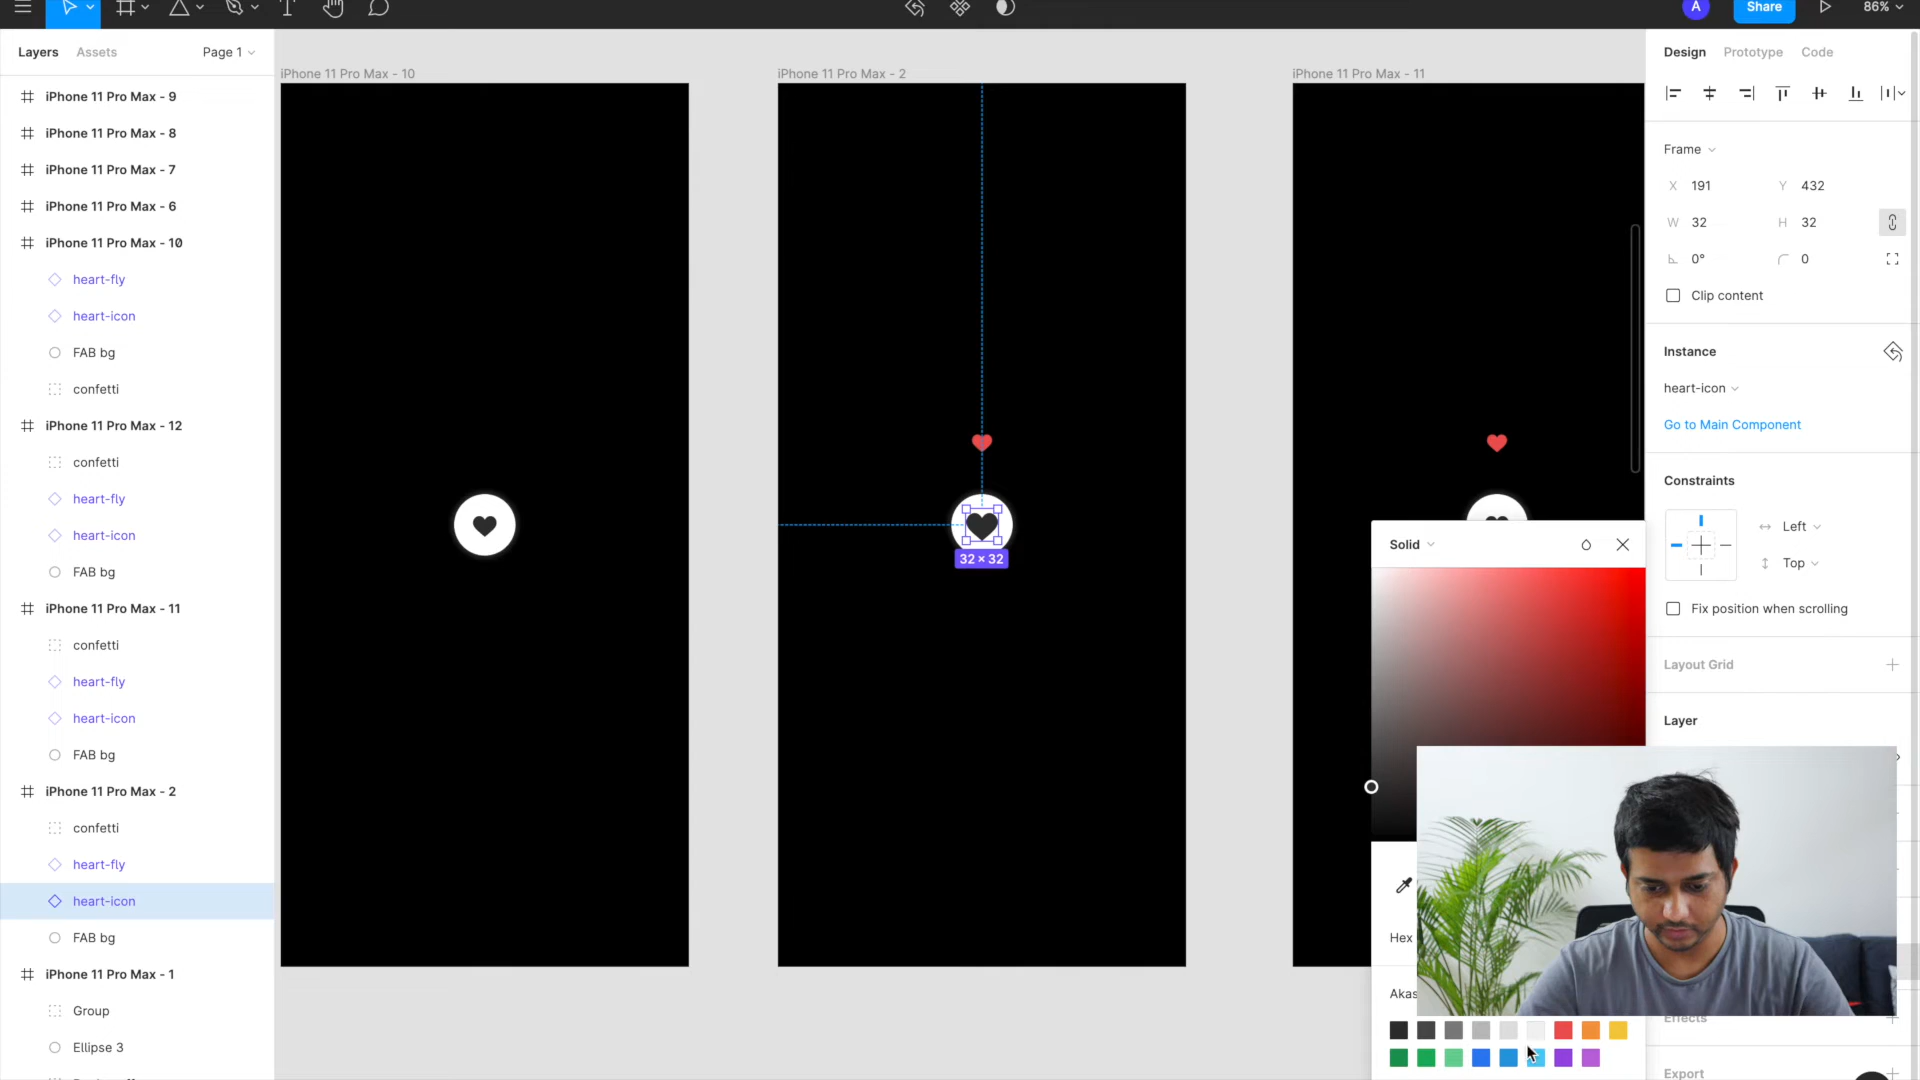 A
Share
86%
Layers
Assets
Page 1
iPhone 11 Pro Max - 9
iPhone 11 Pro Max - 8
iPhone 11 Pro Max - 7
iPhone 11 Pro Max - 6
iPhone 11 Pro Max - 10
heart-fly
heart-icon
FAB bg
confetti
iPhone 11 Pro Max - 12
confetti
heart-fly
heart-icon
FAB bg
iPhone 11 Pro Max - 11
confetti
heart-fly
heart-icon
FAB bg
iPhone 11 Pro Max - 2
confetti
heart-fly
heart-icon
FAB bg
iPhone 11 Pro Max - 1
Group
Ellipse 3
iPhone 11 Pro Max - 10
iPhone 11 Pro Max - 2
iPhone 11 Pro Max - 11
32 × 32
Solid
Hex
Akas
Design
Prototype
Code
Frame
X 191
Y 432
W 32
H 32
0°
0
Clip content
Instance
heart-icon
Go to Main Component
Constraints
Left
Top
Fix position when scrolling
Layout Grid
Layer
Effects
Export